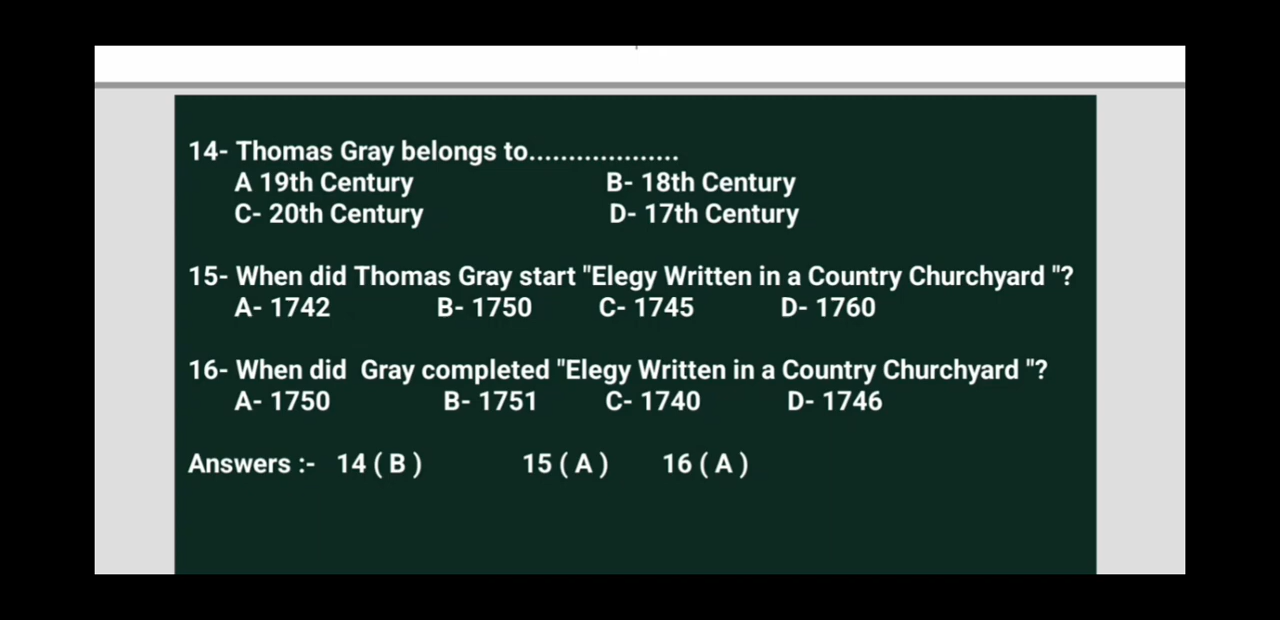 14- Thomas Gray belongs to...................
A 19th Century B- 18th Century
C- 20th Century D- 17th Century
15- When did Thomas Gray start "Elegy Written in a Country Churchyard "?
A- 1742 B- 1750 C- 1745 D- 1760
16- When did Gray completed "Elegy Written in a Country Churchyard "?
A- 1750 B- 1751 C- 1740 D- 1746
Answers :- 14 ( B ) 15 ( A ) 16 ( A )